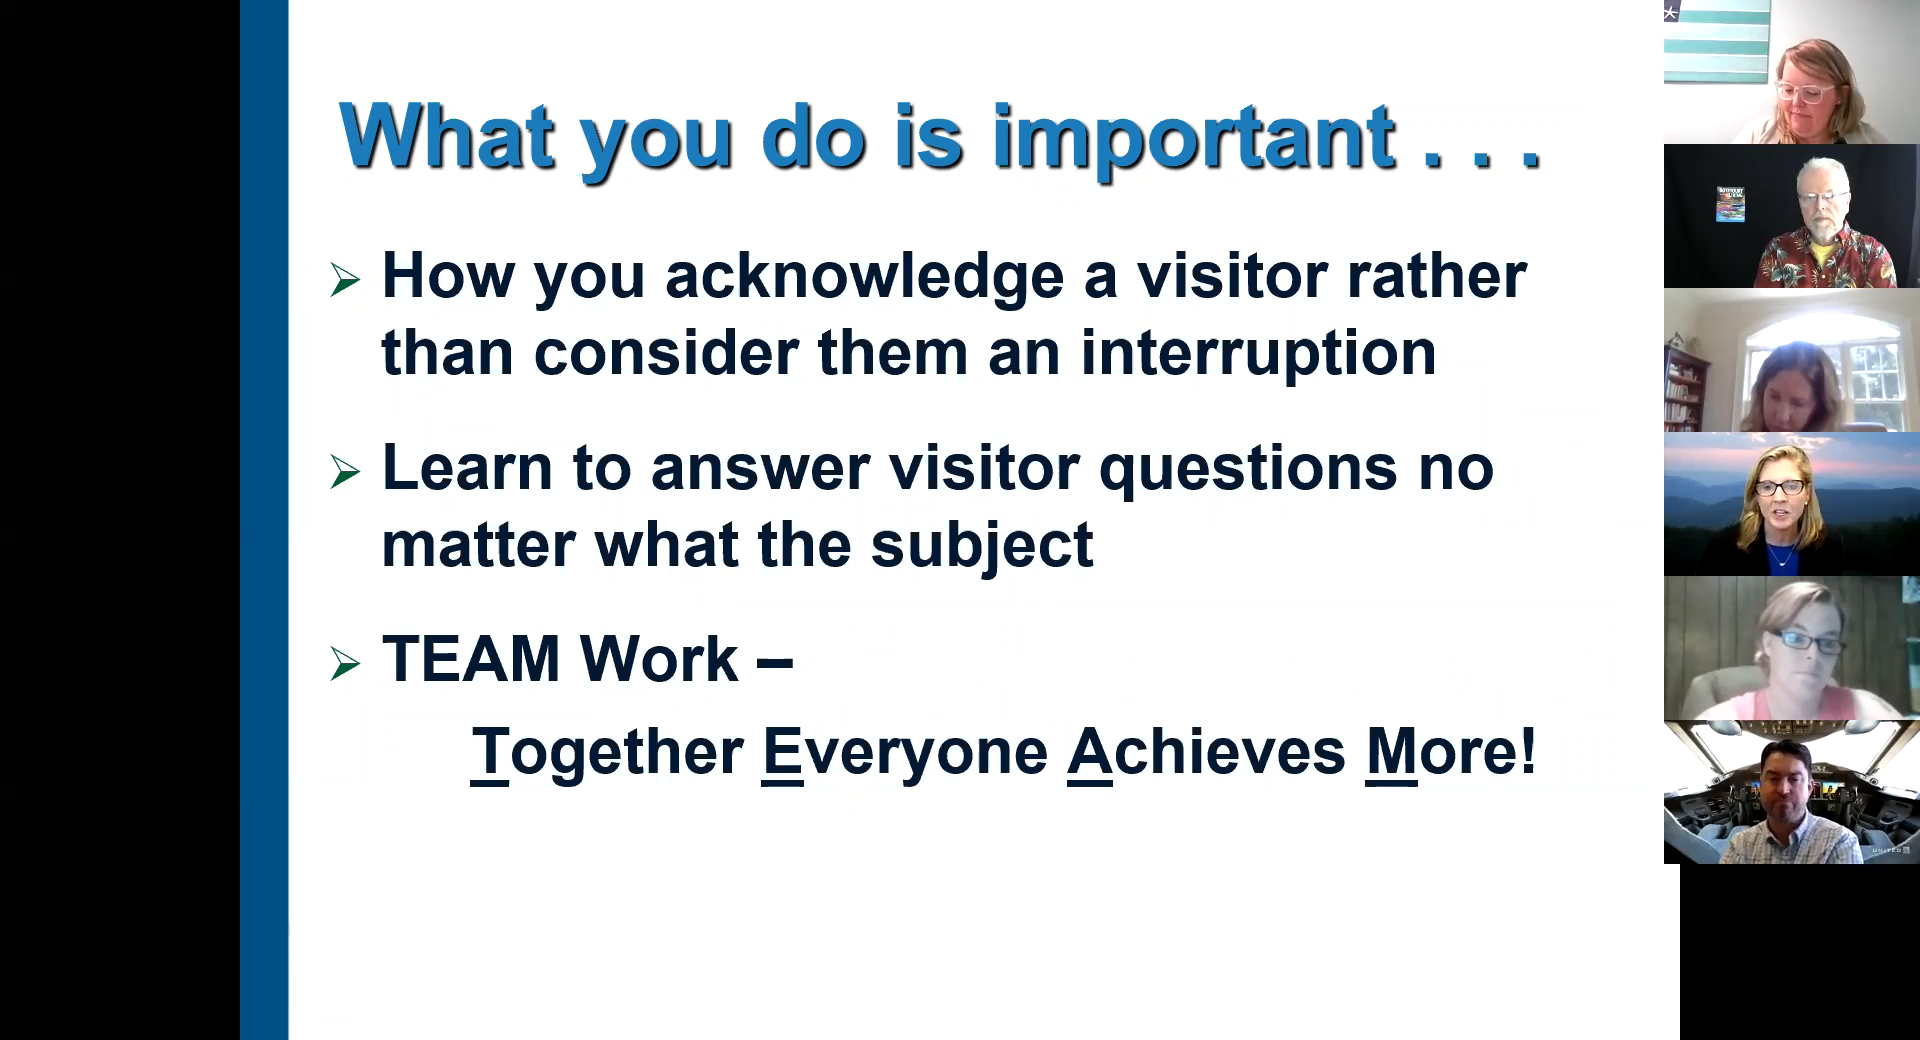 What you do is important . . .
How you acknowledge a visitor rather
than consider them an interruption
Learn to answer visitor questions no
matter what the subject
TEAM Work –
Together Everyone Achieves More!
UNITED